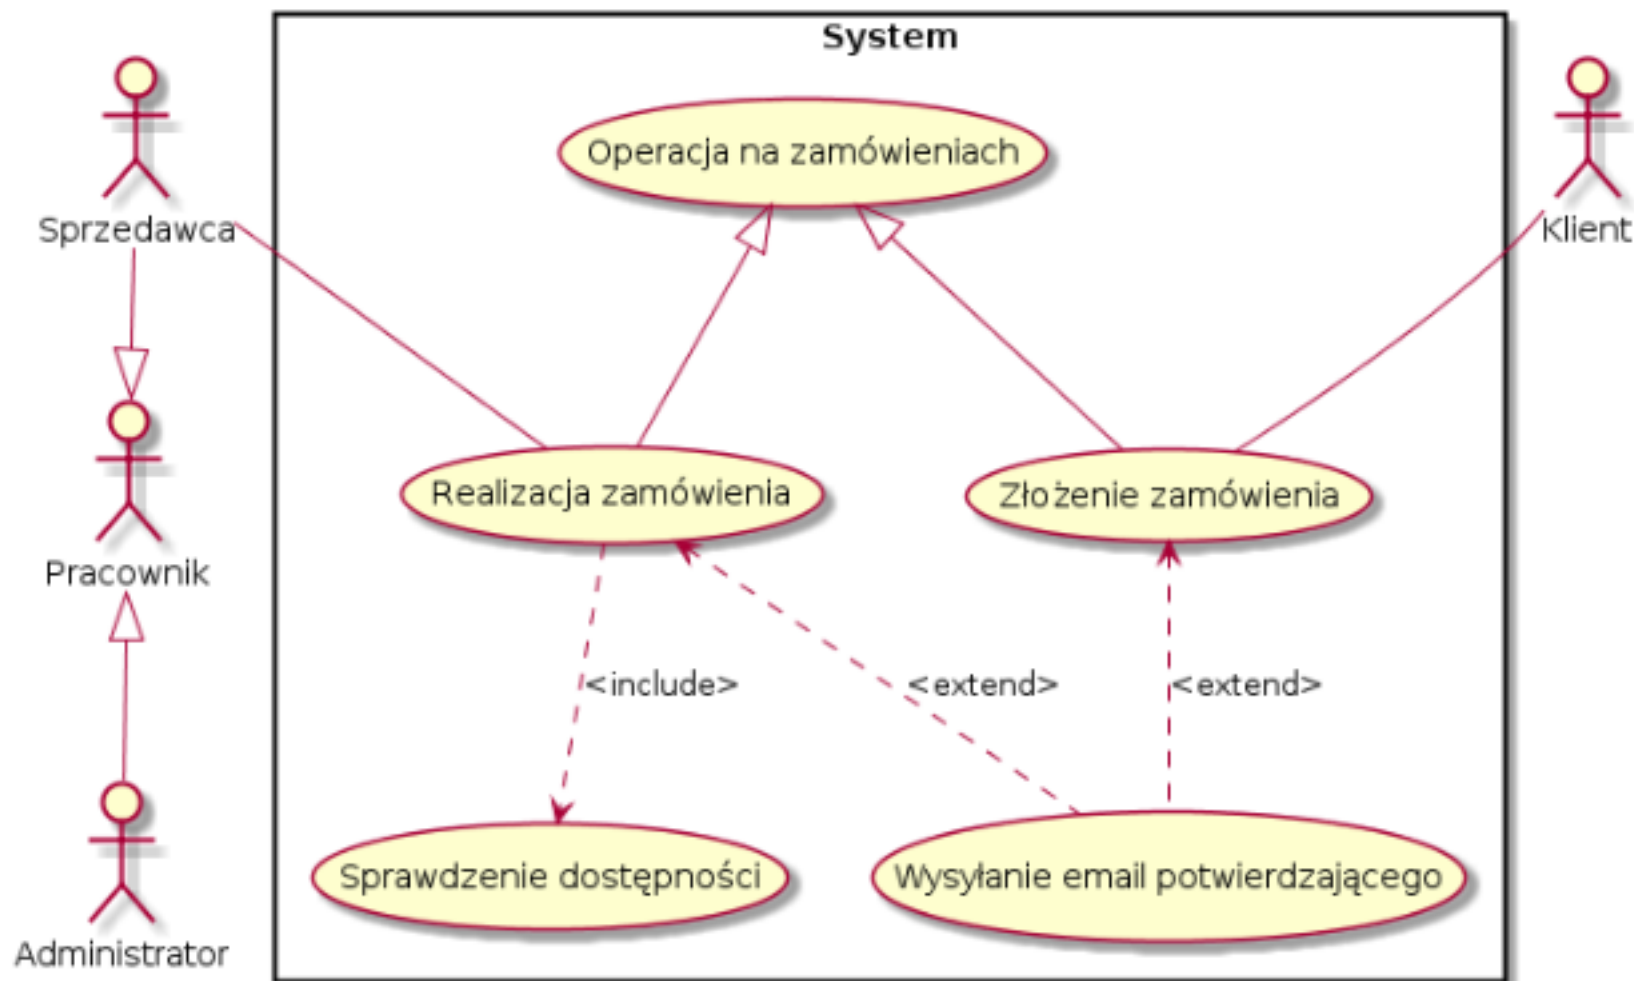 System
Operacja na zamówieniach
Sprzedawca
Klient
Realizacja zamówienia
Złożenie zamówienia
Pracownik
<include>
<extend>
<extend>
Sprawdzenie dostępności
Wysyłanie email potwierdzającego
Administrator